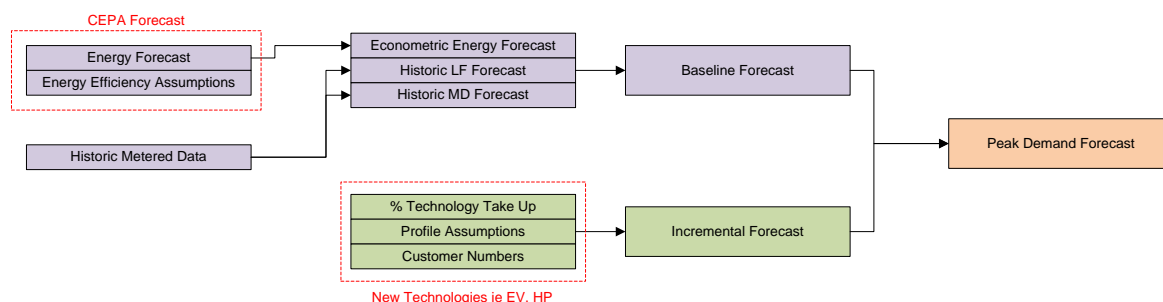 CEPA Forecast
Energy Forecast
Energy Efficiency Assumptions
Historic Metered Data
Econometric Energy Forecast
Historic LF Forecast
Historic MD Forecast
Baseline Forecast
Peak Demand Forecast
% Technology Take Up
Profile Assumptions
Customer Numbers
Incremental Forecast
New Technologies ie EV, HP